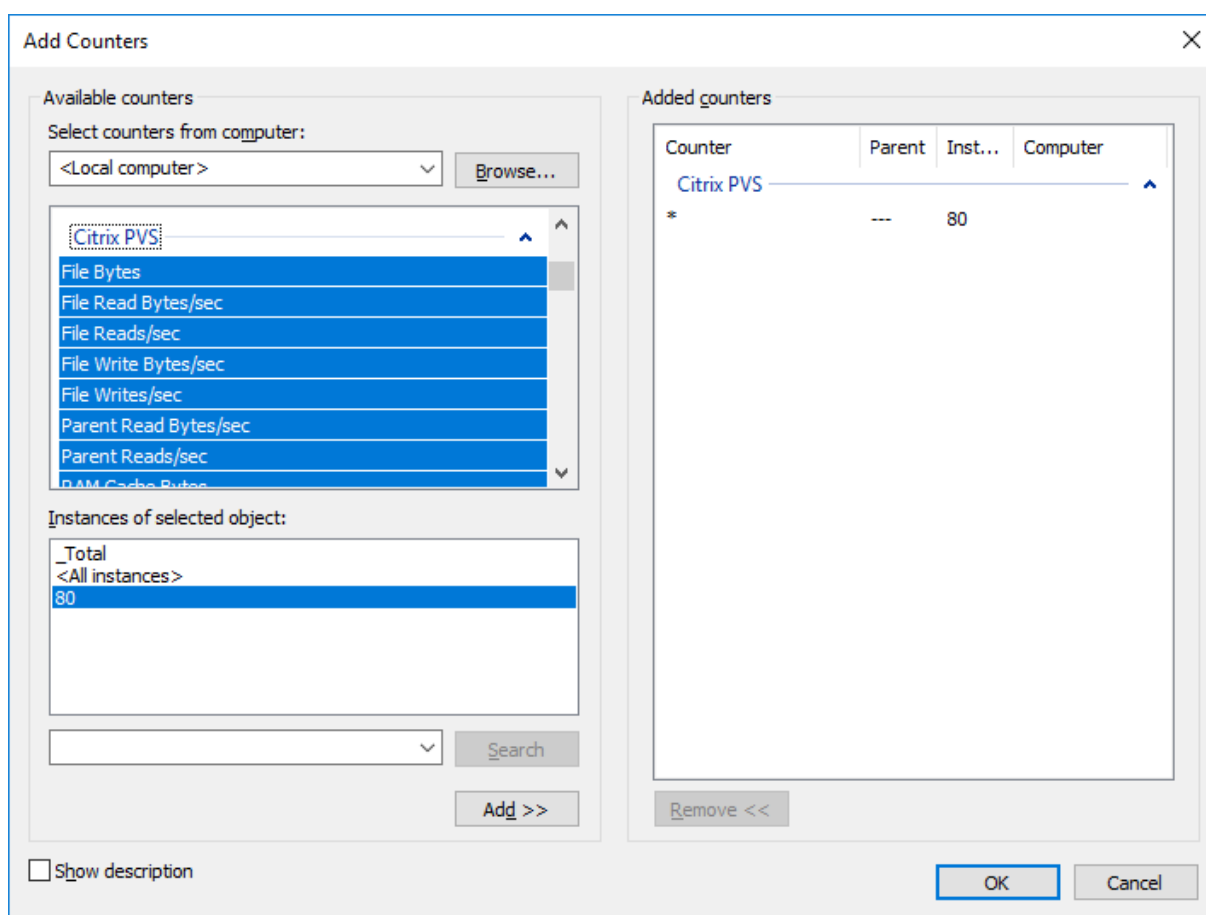 Add Counters
Available counters
Select counters from computer:
<Local computer>
Browse...
Citrix PVS
File Bytes
File Read Bytes/sec
File Reads/sec
File Write Bytes/sec
File Writes/sec
Parent Read Bytes/sec
Parent Reads/sec
RAM Cache Bytes
Instances of selected object:
_Total
<All instances>
80
Search
Add >>
Show description
Added counters
Counter Parent Inst... Computer
Citrix PVS
* --- 80
Remove <<
OK Cancel